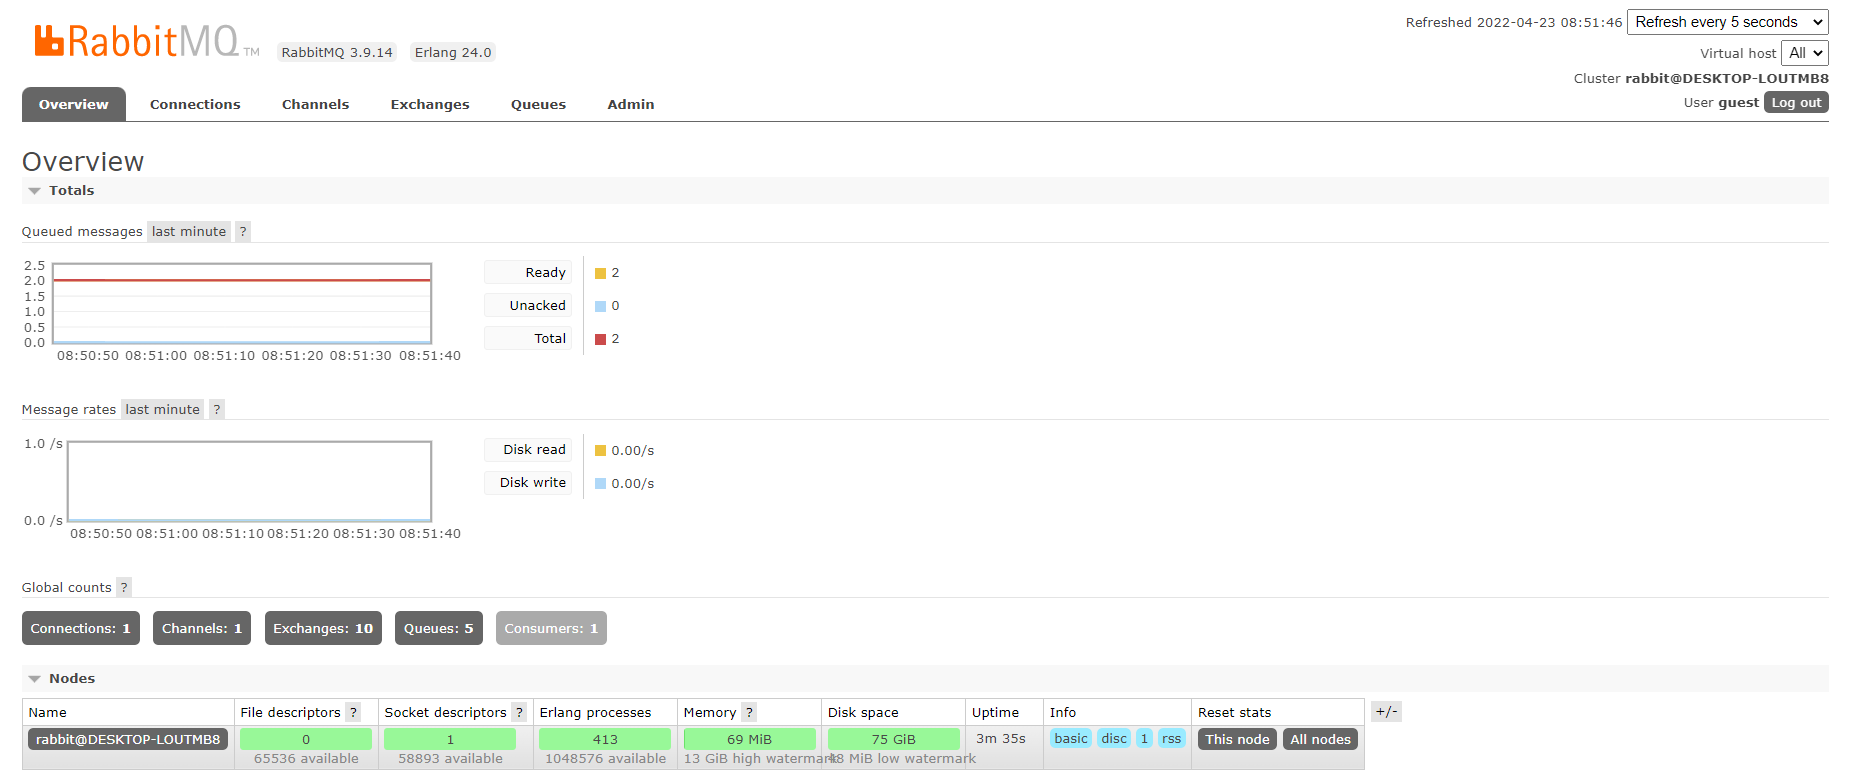 RabbitMQ TM RabbitMQ 3.9.14 Erlang 24.0
Refreshed 2022-04-23 08:51:46 Refresh every 5 seconds
Virtual host All
Cluster rabbit@DESKTOP-LOUTMB8
User guest Log out
Overview Connections Channels Exchanges Queues Admin
Overview
Totals
Queued messages last minute ?
2.5
2.0
1.5
1.0
0.5
0.0
08:50:50 08:51:00 08:51:10 08:51:20 08:51:30 08:51:40
Ready 2
Unacked 0
Total 2
Message rates last minute ?
1.0 /s
0.0 /s
08:50:50 08:51:00 08:51:10 08:51:20 08:51:30 08:51:40
Disk read 0.00/s
Disk write 0.00/s
Global counts ?
Connections: 1 Channels: 1 Exchanges: 10 Queues: 5 Consumers: 1
Nodes
Name File descriptors ? Socket descriptors ? Erlang processes Memory ? Disk space Uptime Info Reset stats +/-
rabbit@DESKTOP-LOUTMB8 0 1 413 69 MiB 75 GiB 3m 35s basic disc 1 rss This node All nodes
65536 available 58893 available 1048576 available 13 GiB high watermark 48 MiB low watermark